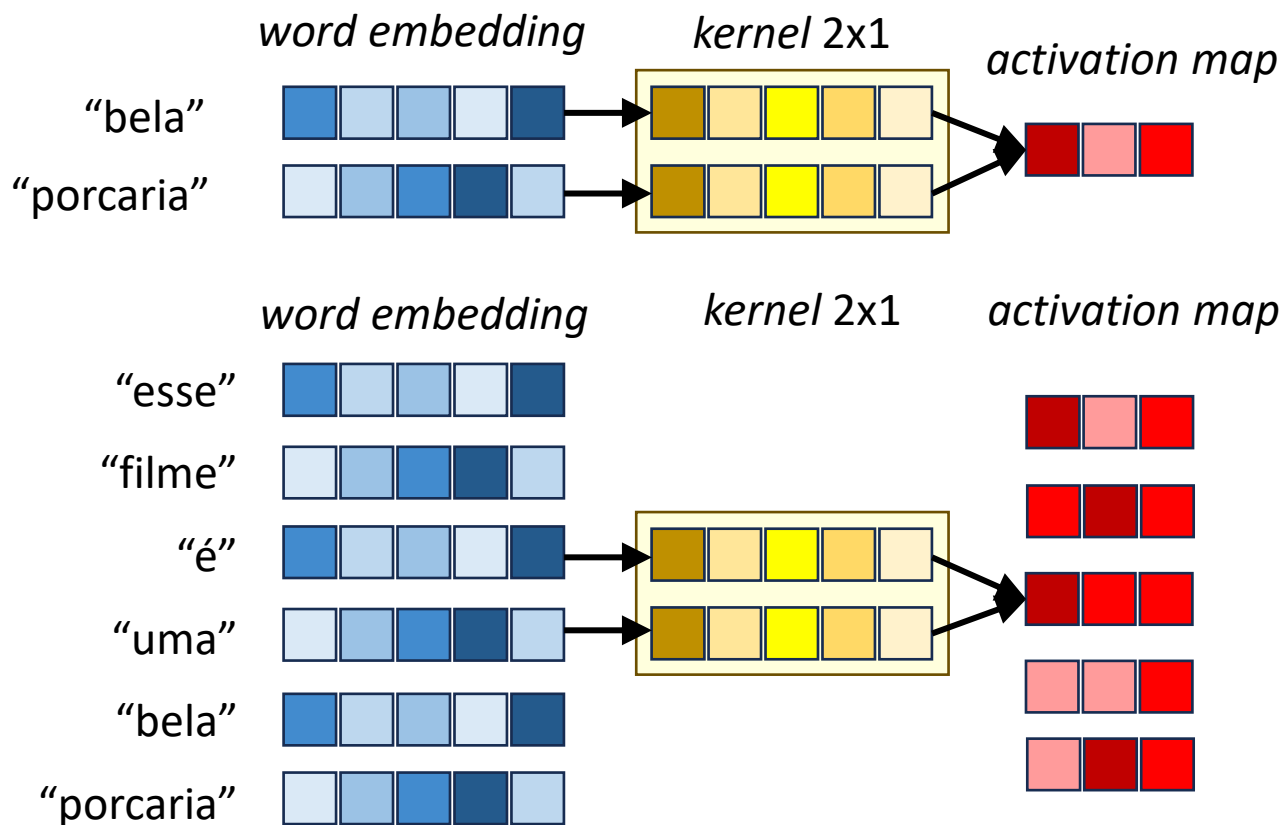 word embedding
kernel 2x1
activation map
“bela”
“porcaria”
word embedding
kernel 2x1
activation map
“esse”
“filme”
“é”
“uma”
“bela”
“porcaria”